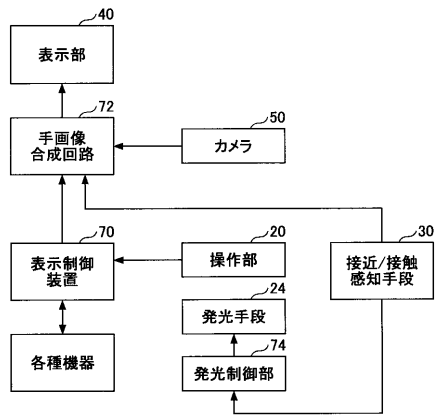 40
表示部
72
手画像
合成回路
50
カメラ
70
表示制御
装置
20
操作部
30
接近/接触
感知手段
24
発光手段
74
発光制御部
各種機器